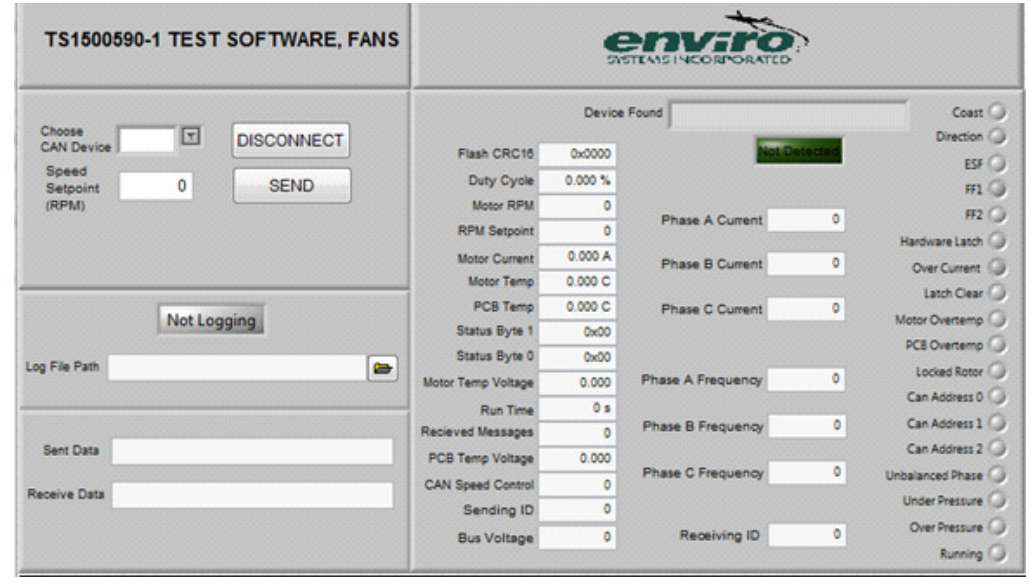 TS1500590-1 TEST SOFTWARE, FANS
enviro
SYSTEMS INCORPORATED
Choose
CAN Device
DISCONNECT
Speed
Setpoint
(RPM)
0
SEND
Not Logging
Log File Path
Sent Data
Receive Data
Device Found
Not Detected
Flash CRC16 0x0000
Duty Cycle 0.000 %
Motor RPM 0
RPM Setpoint 0
Motor Current 0.000 A
Motor Temp 0.000 C
PCB Temp 0.000 C
Status Byte 1 0x00
Status Byte 0 0x00
Motor Temp Voltage 0.000
Run Time 0 s
Recieved Messages 0
PCB Temp Voltage 0.000
CAN Speed Control 0
Sending ID 0
Bus Voltage 0
Phase A Current 0
Phase B Current 0
Phase C Current 0
Phase A Frequency 0
Phase B Frequency 0
Phase C Frequency 0
Receiving ID 0
Coast
Direction
ESF
FF1
FF2
Hardware Latch
Over Current
Latch Clear
Motor Overtemp
PCB Overtemp
Locked Rotor
Can Address 0
Can Address 1
Can Address 2
Unbalanced Phase
Under Pressure
Over Pressure
Running